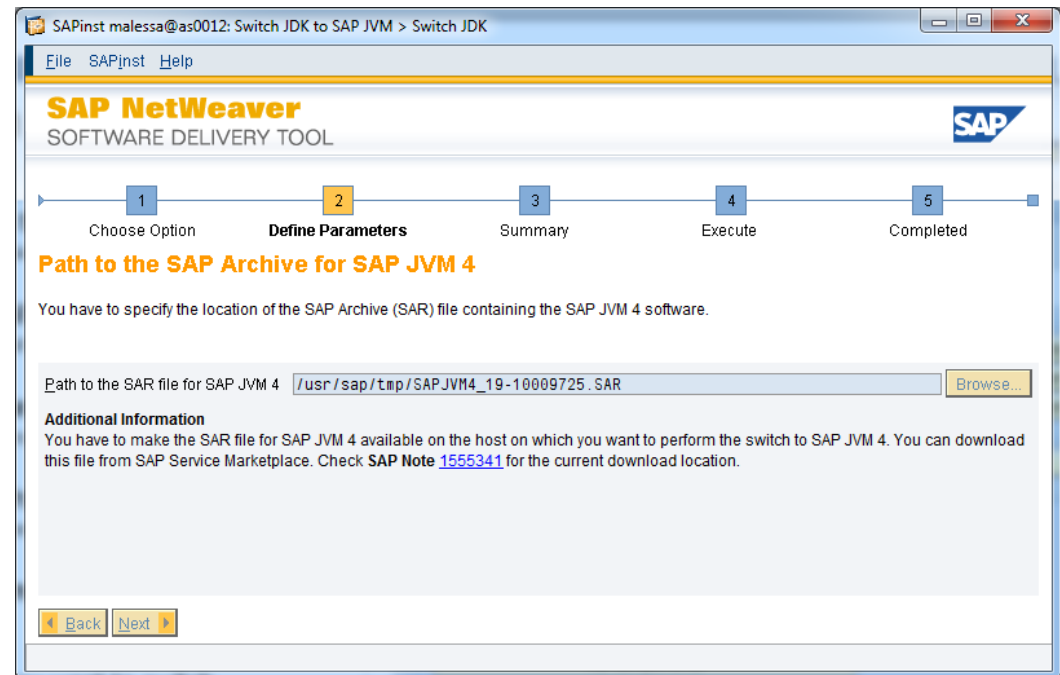 SAPinst malessa@as0012: Switch JDK to SAP JVM > Switch JDK
File SAPinst Help
SAP NetWeaver
SOFTWARE DELIVERY TOOL
SAP
1 2 3 4 5
Choose Option Define Parameters Summary Execute Completed
Path to the SAP Archive for SAP JVM 4
You have to specify the location of the SAP Archive (SAR) file containing the SAP JVM 4 software.
Path to the SAR file for SAP JVM 4 /usr/sap/tmp/SAPJVM4_19-10009725.SAR Browse...
Additional Information
You have to make the SAR file for SAP JVM 4 available on the host on which you want to perform the switch to SAP JVM 4. You can download
this file from SAP Service Marketplace. Check SAP Note 1555341 for the current download location.
Back Next